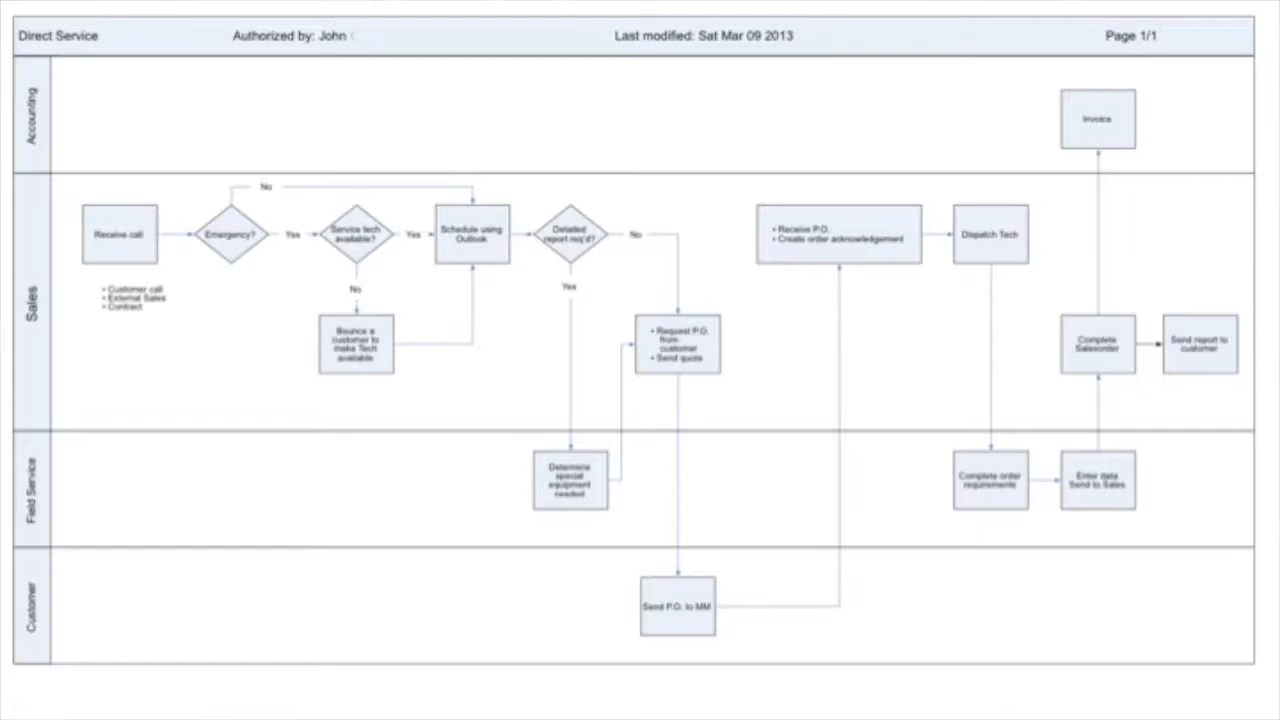 Direct Service
Authorized by: John
Last modified: Sat Mar 09 2013
Page 1/1
Accounting
Invoice
Sales
No
Receive call
Emergency?
Yes
Service tech
available?
Yes
Schedule using
Outlook
Detailed
report req'd?
No
• Receive P.O.
• Create order acknowledgement
Dispatch Tech
• Customer call
• External Sales
• Contract
No
Yes
Bounce a
customer to
make Tech
available
• Request P.O.
from
customer
• Send quote
Complete
Salesorder
Send report to
customer
Field Service
Determine
special
equipment
needed
Complete order
requirements
Enter data
Send to Sales
Customer
Send P.O. to MM